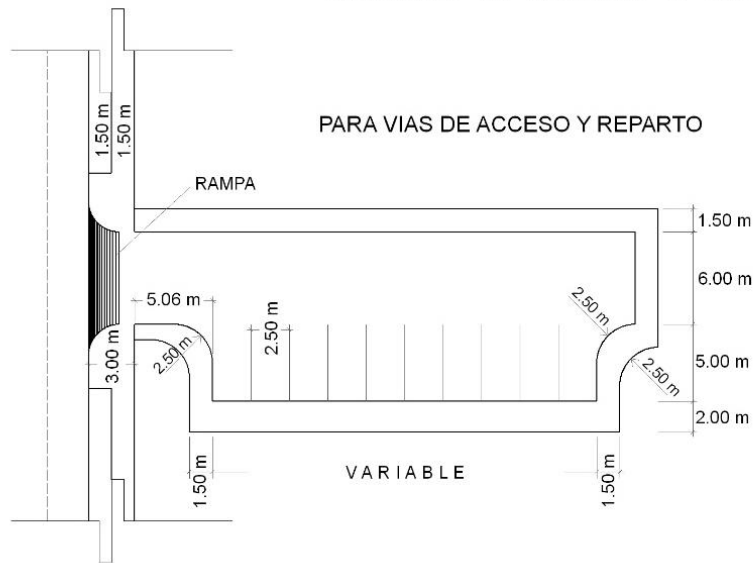 1.50 m
1.50 m
PARA VIAS DE ACCESO Y REPARTO
RAMPA
1.50 m
6.00 m
5.06 m
2.50 m
2.50 m
2.50 m
3.00 m
2.50 m
5.00 m
2.00 m
1.50 m
VARIABLE
1.50 m